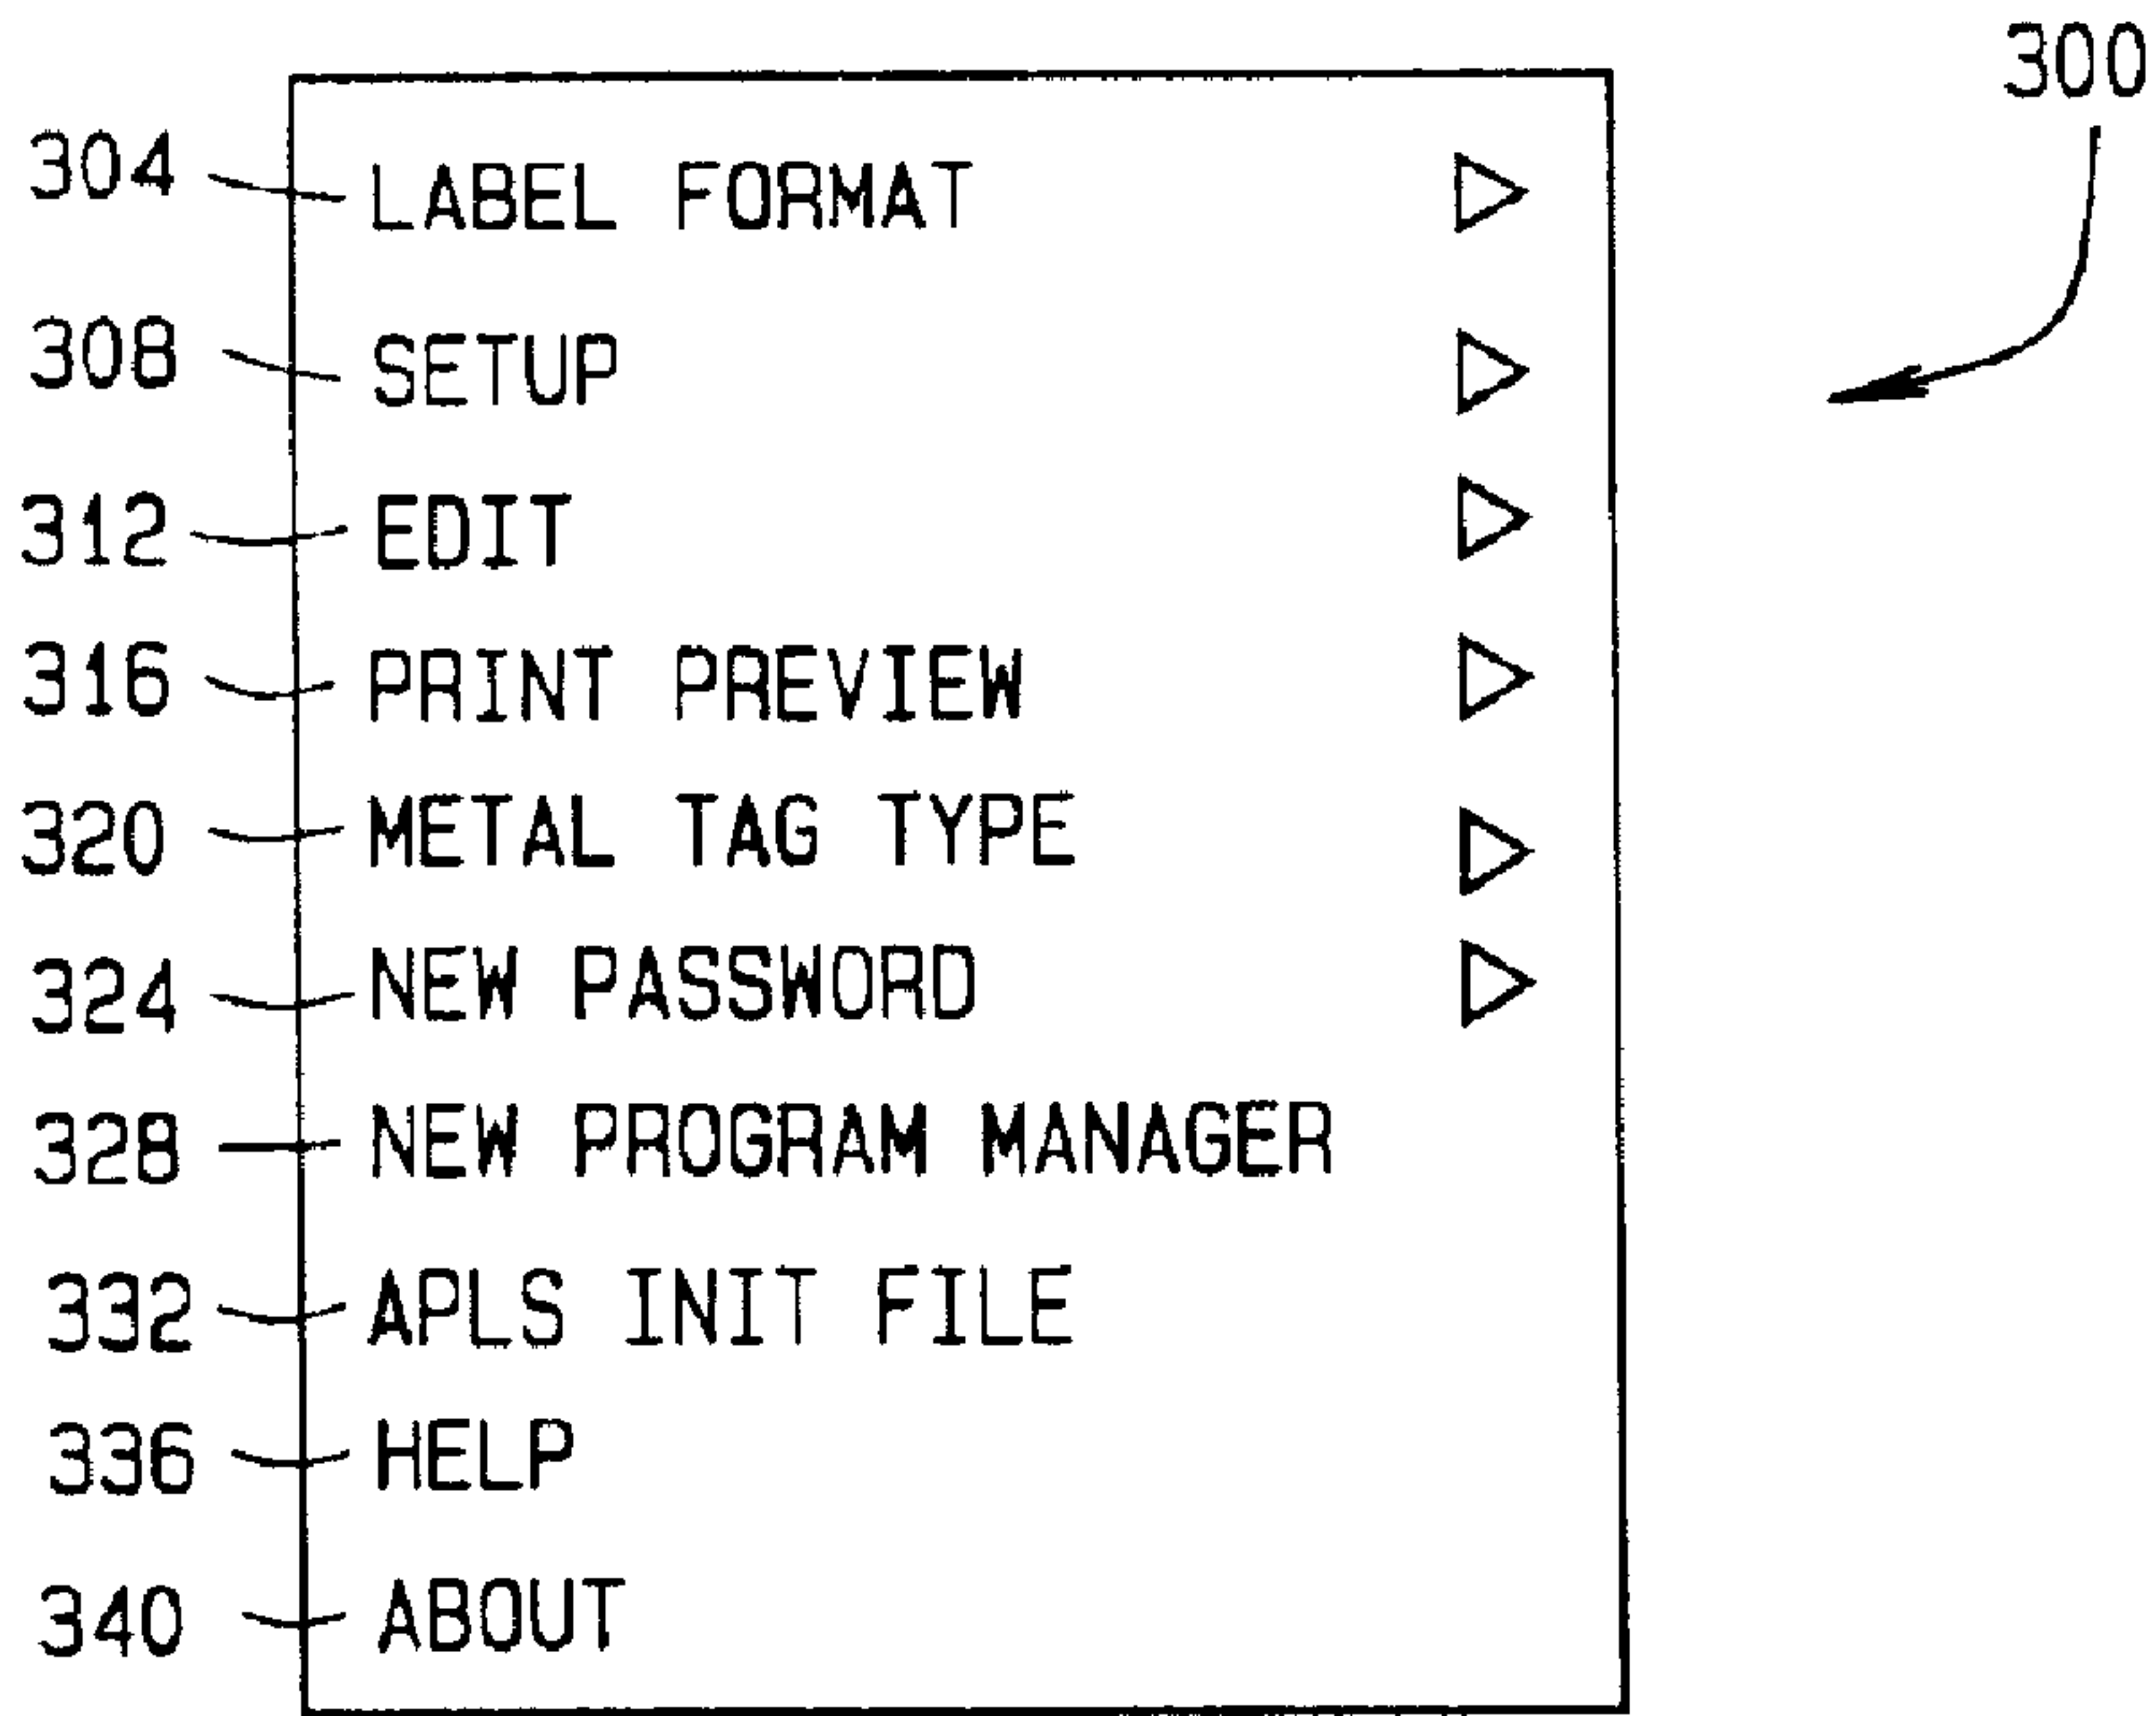 300
304 LABEL FORMAT
308 SETUP
312 EDIT
316 PRINT PREVIEW
320 METAL TAG TYPE
324 NEW PASSWORD
328 NEW PROGRAM MANAGER
332 APLS INIT FILE
336 HELP
340 ABOUT